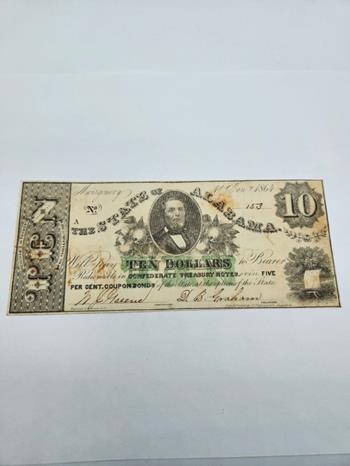 Montgomery 1st Jany 1864
No 153
A
THE STATE OF ALABAMA
10
TEN
Will Pay TEN DOLLARS to Bearer
Redeemable in CONFEDERATE TREASURY NOTES or in FIVE
PER CENT. COUPON BONDS of the State at the option of the State
D. B. Graham